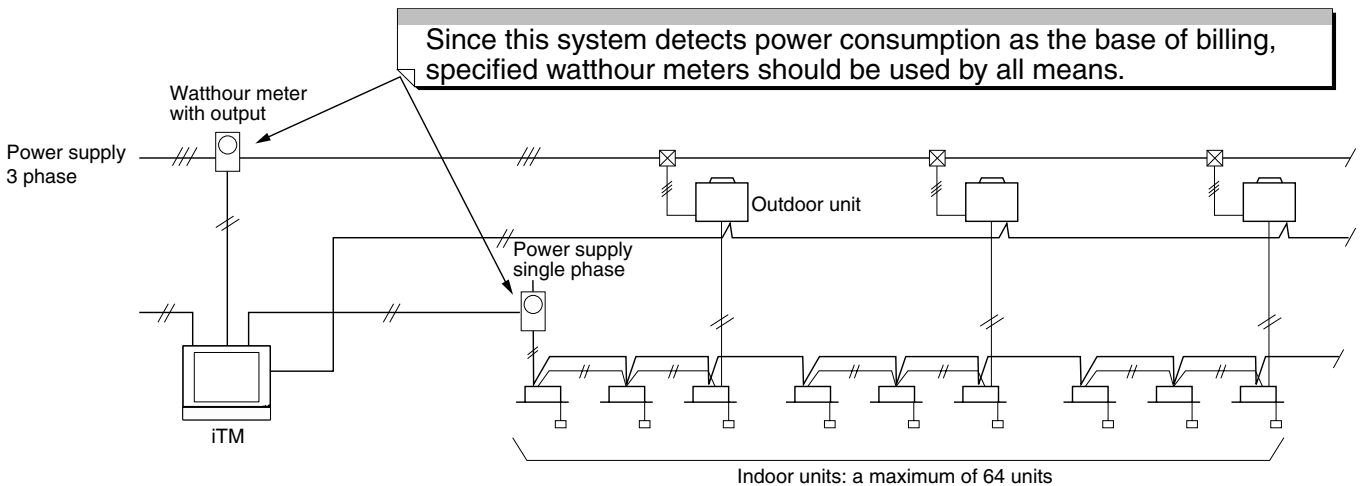 Since this system detects power consumption as the base of billing,
specified watthour meters should be used by all means.
Watthour meter
with output
Power supply
3 phase
Outdoor unit
Power supply
single phase
iTM
Indoor units: a maximum of 64 units